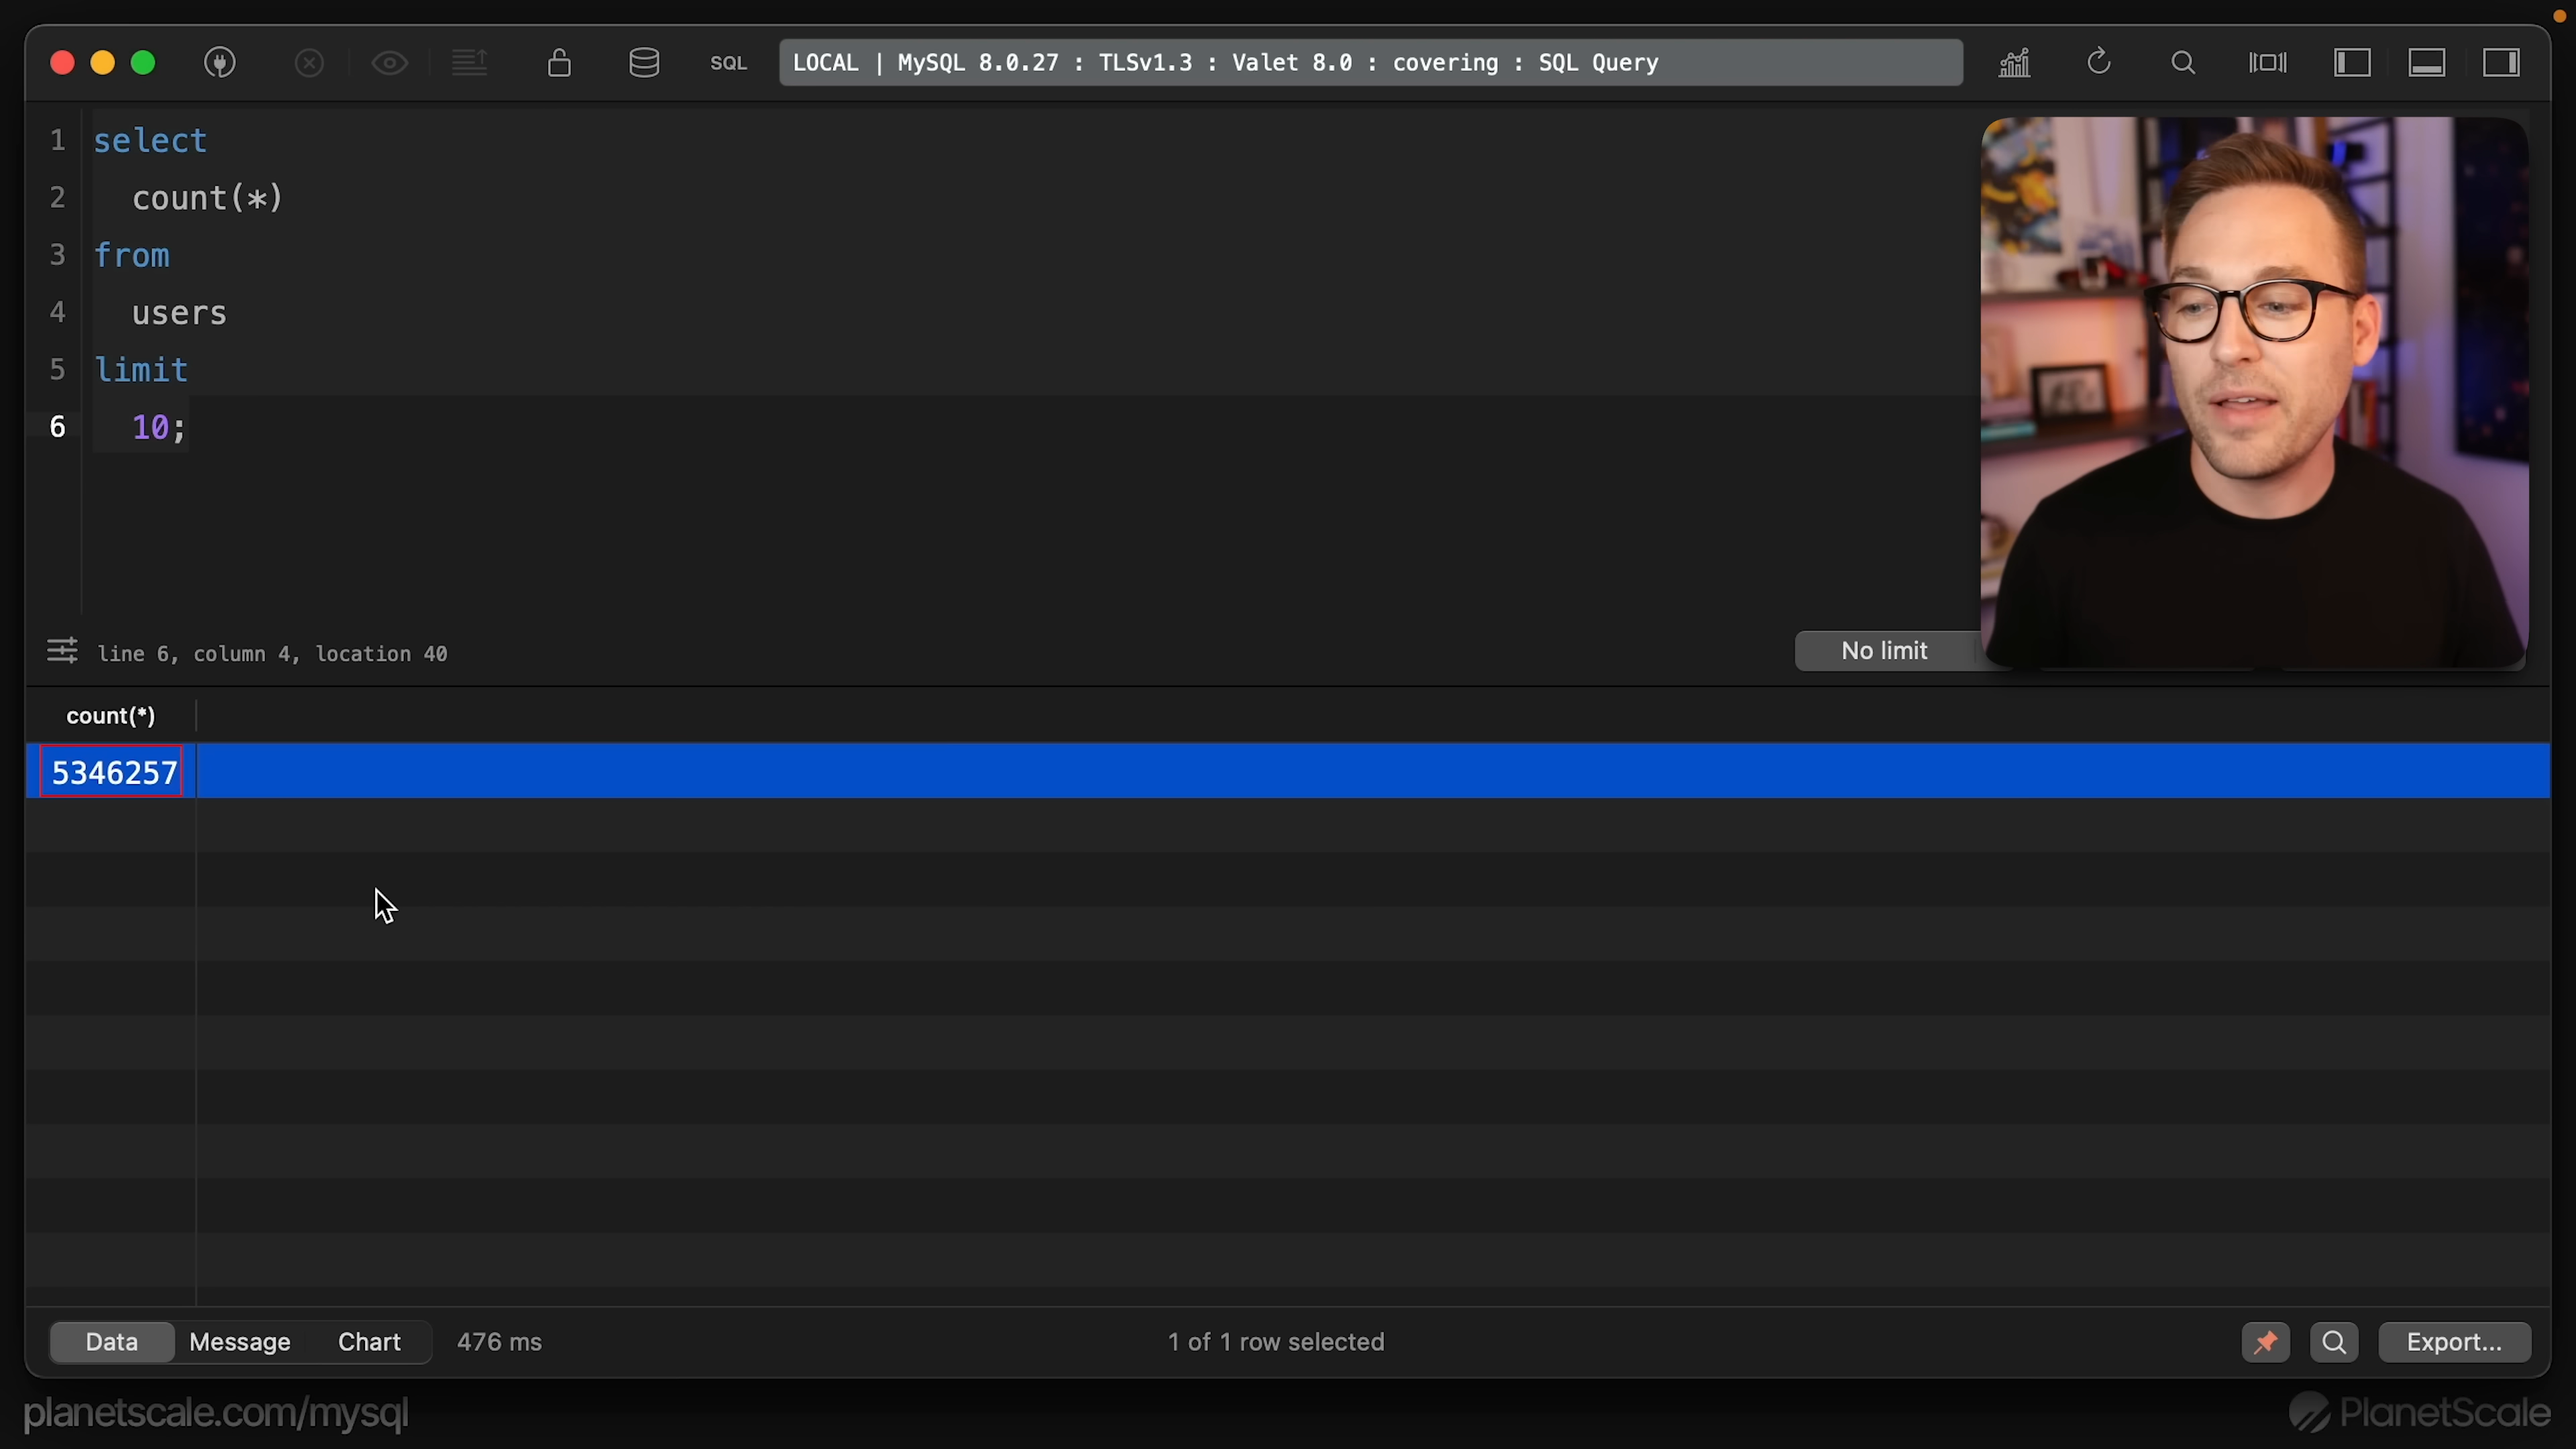 SQL
LOCAL | MySQL 8.0.27 : TLSv1.3 : Valet 8.0 : covering : SQL Query
1 select
2 count(*)
3 from
4 users
5 limit
6 10;
line 6, column 4, location 40
No limit
count(*)
5346257
Data Message Chart 476 ms
1 of 1 row selected
Export...
planetscale.com/mysql
PlanetScale